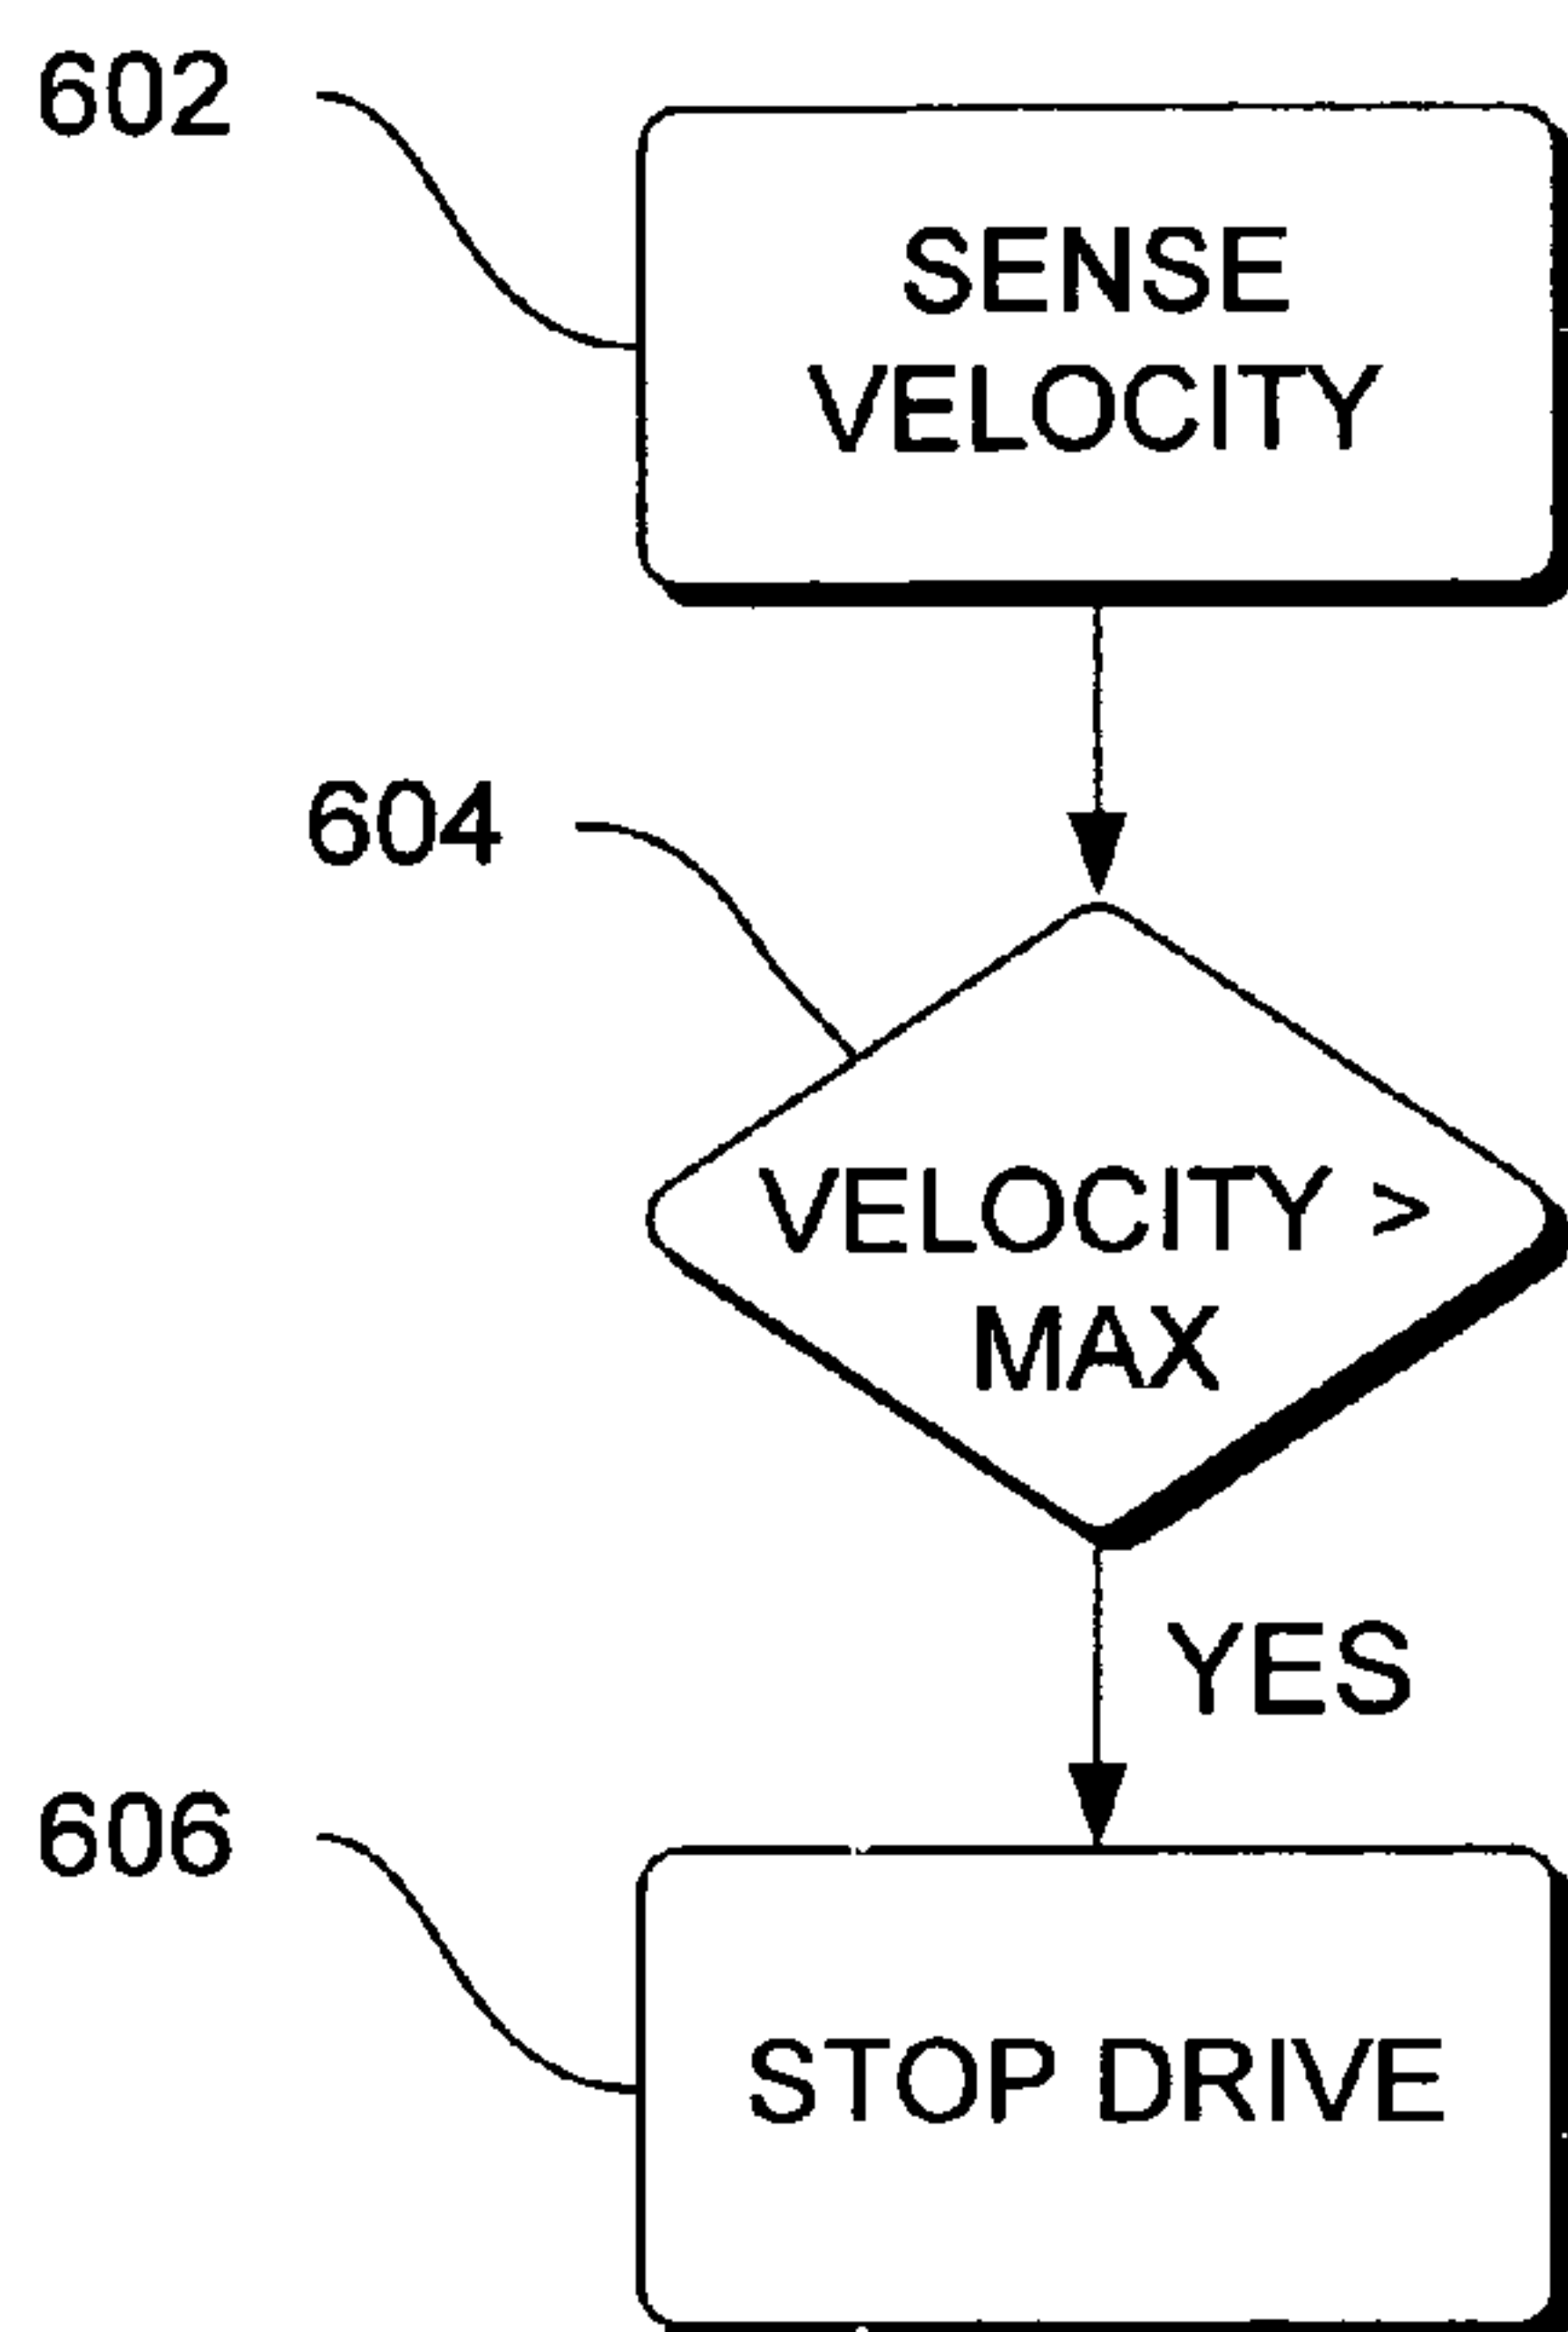 602
SENSE
VELOCITY
604
VELOCITY >
MAX
YES
606
STOP DRIVE